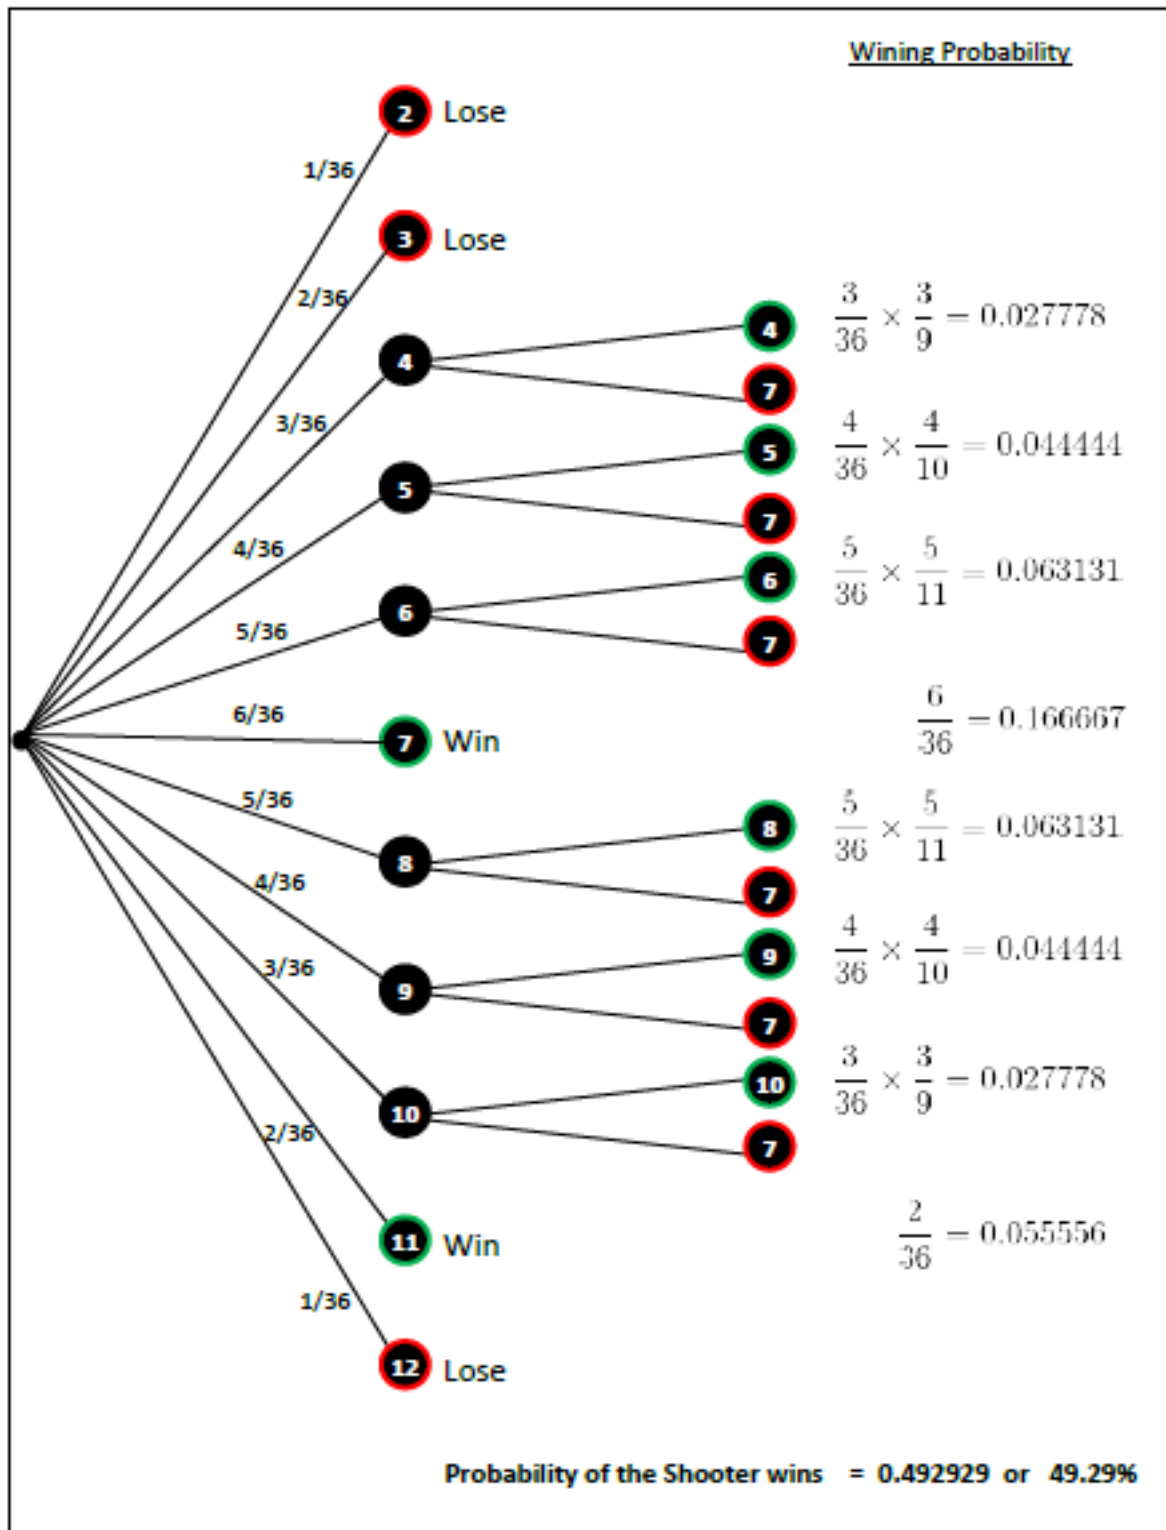 Wining Probability
2 Lose
1/36
3 Lose
2/36
4 3/36 × 3/9 = 0.027778
4
7
3/36
5 4/36 × 4/10 = 0.044444
5
7
4/36
6 5/36 × 5/11 = 0.063131
6
5/36
7
6/36
7 Win
6/36 = 0.166667
5/36
8 5/36 × 5/11 = 0.063131
8
4/36
7
9 4/36 × 4/10 = 0.044444
3/36
9
7
10 3/36 × 3/9 = 0.027778
10
2/36
7
11 Win
2/36 = 0.055556
1/36
12 Lose
Probability of the Shooter wins = 0.492929 or 49.29%